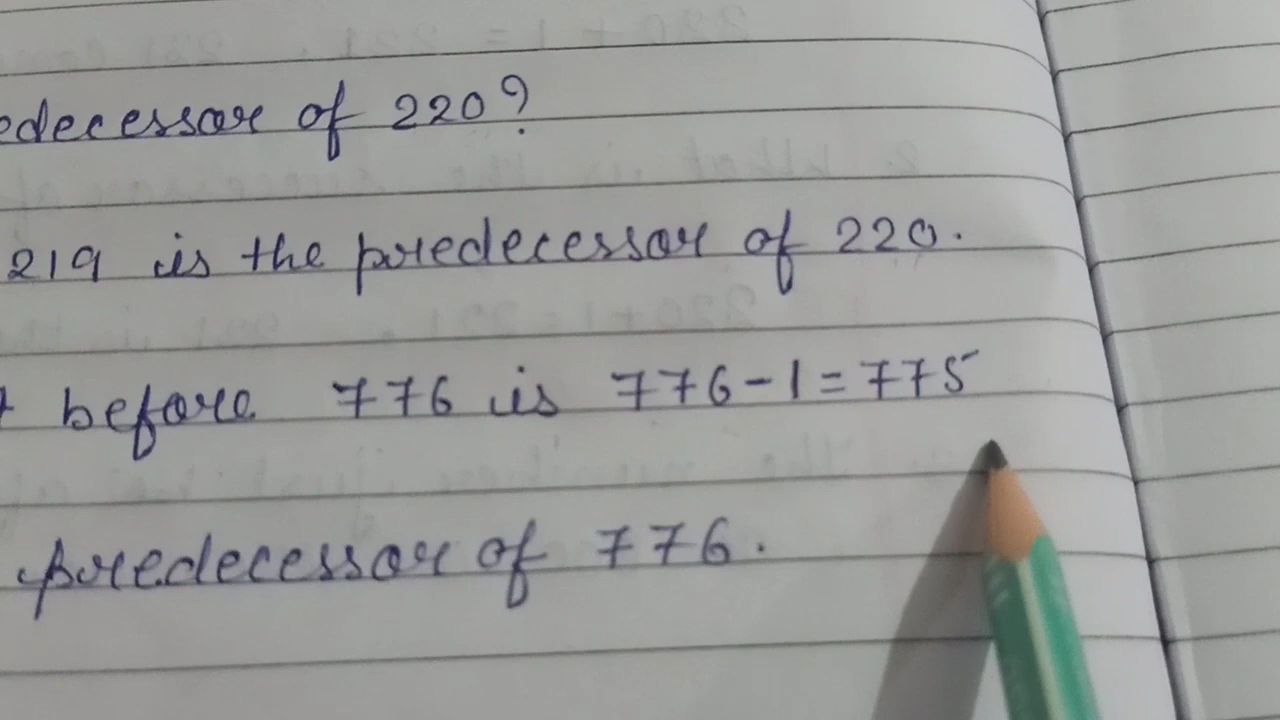 edecessor of 220?
219 is the predecessor of 220.
before 776 is 776-1=775
predecessor of 776.